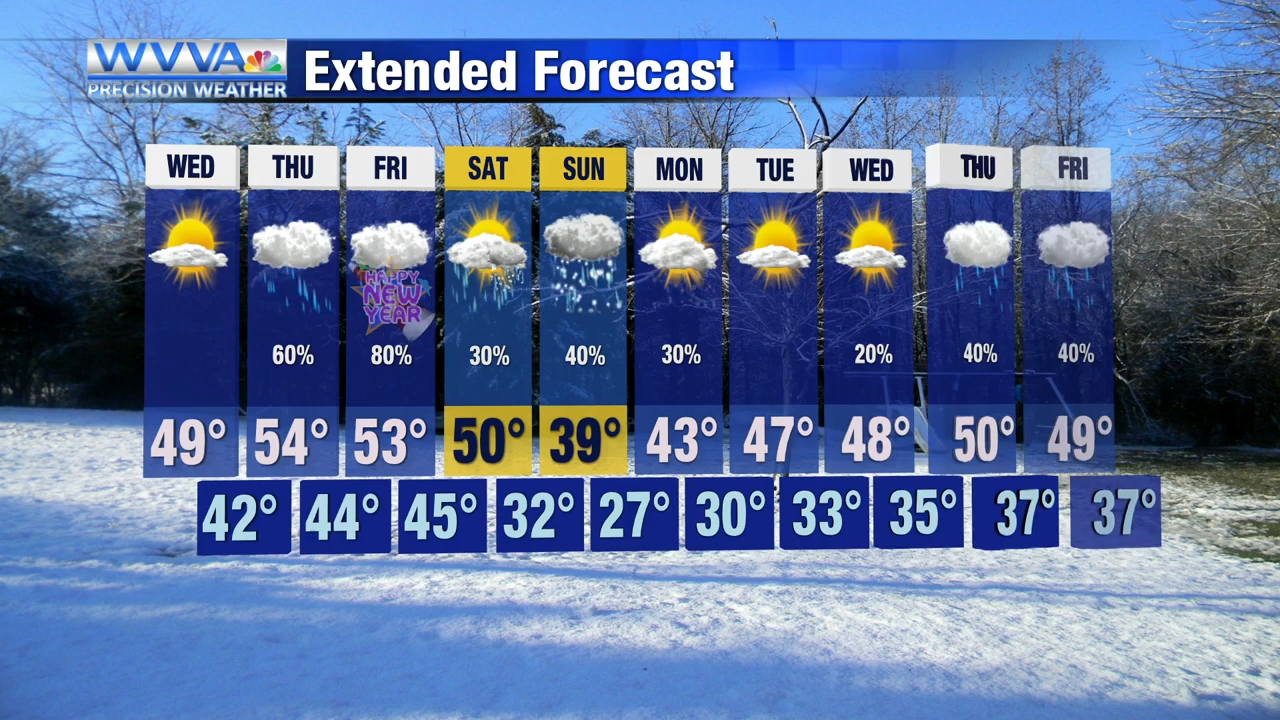 WVVA
PRECISION WEATHER
Extended Forecast
WED THU FRI SAT SUN MON TUE WED THU FRI
HAPPY
NEW
YEAR
60% 80% 30% 40% 30% 20% 40% 40%
49° 54° 53° 50° 39° 43° 47° 48° 50° 49°
42° 44° 45° 32° 27° 30° 33° 35° 37° 37°